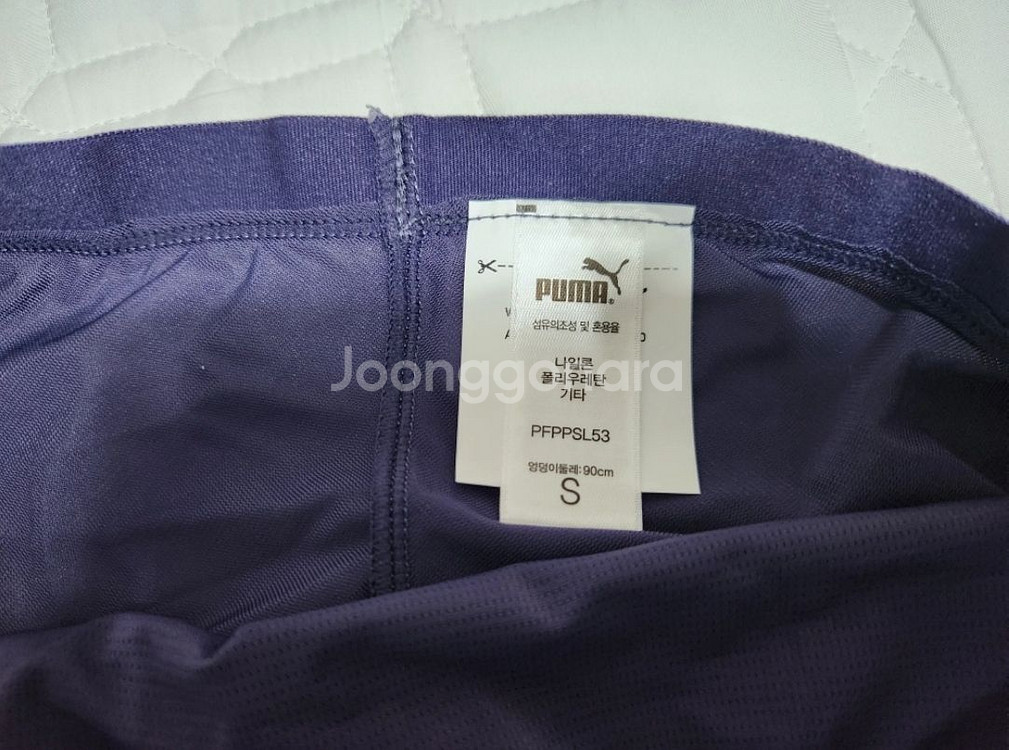 PUMA
섬유의조성 및 혼용율
나일론
폴리우레탄
기타
PFPPSL53
엉덩이둘레:90cm
S
Joonggonara